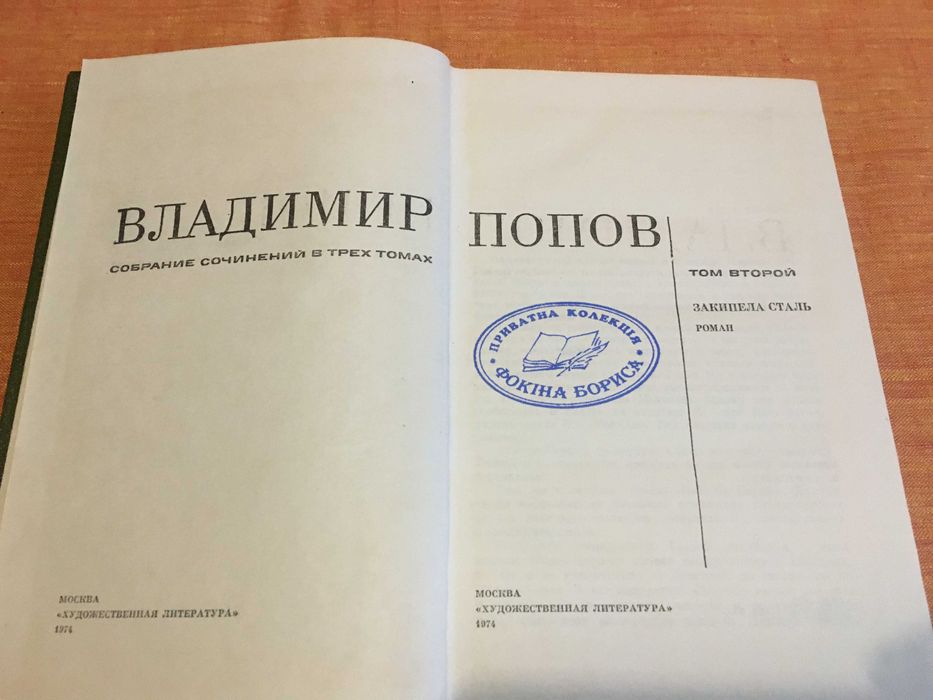 ВЛАДИМИР
СОБРАНИЕ СОЧИНЕНИЙ В ТРЕХ ТОМАХ
МОСКВА
«ХУДОЖЕСТВЕННАЯ ЛИТЕРАТУРА»
1974
ПОПОВ
ТОМ ВТОРОЙ
ЗАКИПЕЛА СТАЛЬ
РОМАН
ПРИВАТНА КОЛЕКЦІЯ
ФОКІНА БОРИСА
МОСКВА
«ХУДОЖЕСТВЕННАЯ ЛИТЕРАТУРА»
1974